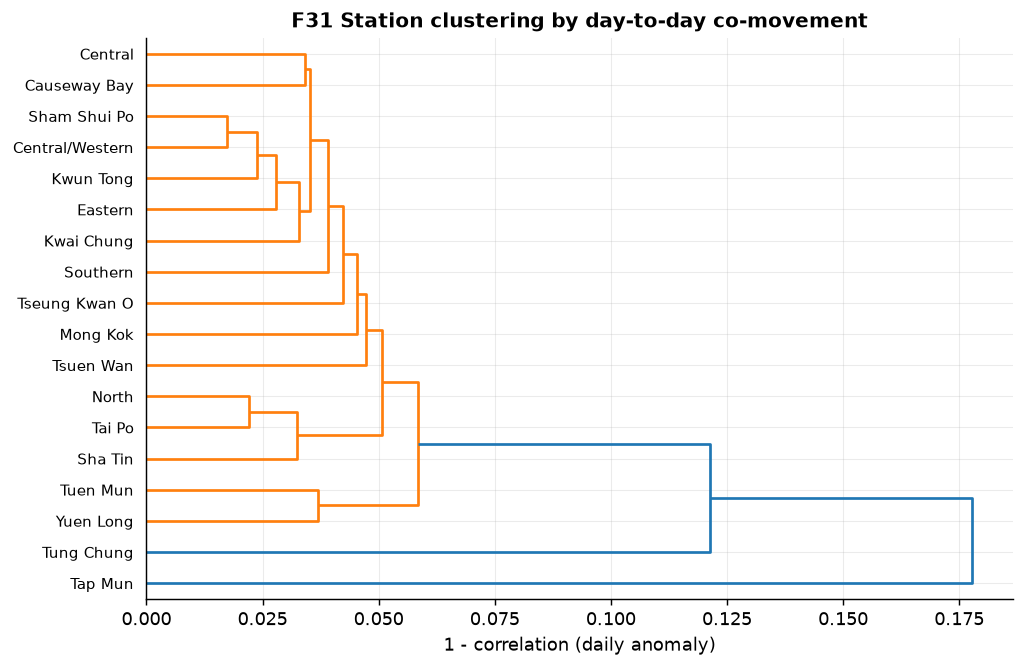 F31 Station clustering by day-to-day co-movement
Central
Causeway Bay
Sham Shui Po
Central/Western
Kwun Tong
Eastern
Kwai Chung
Southern
Tseung Kwan O
Mong Kok
Tsuen Wan
North
Tai Po
Sha Tin
Tuen Mun
Yuen Long
Tung Chung
Tap Mun
0.000 0.025 0.050 0.075 0.100 0.125 0.150 0.175
1 - correlation (daily anomaly)